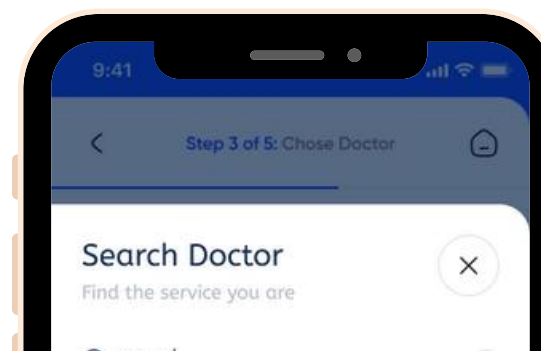 9:41
Step 3 of 5: Chose Doctor
Search Doctor
Find the service you are